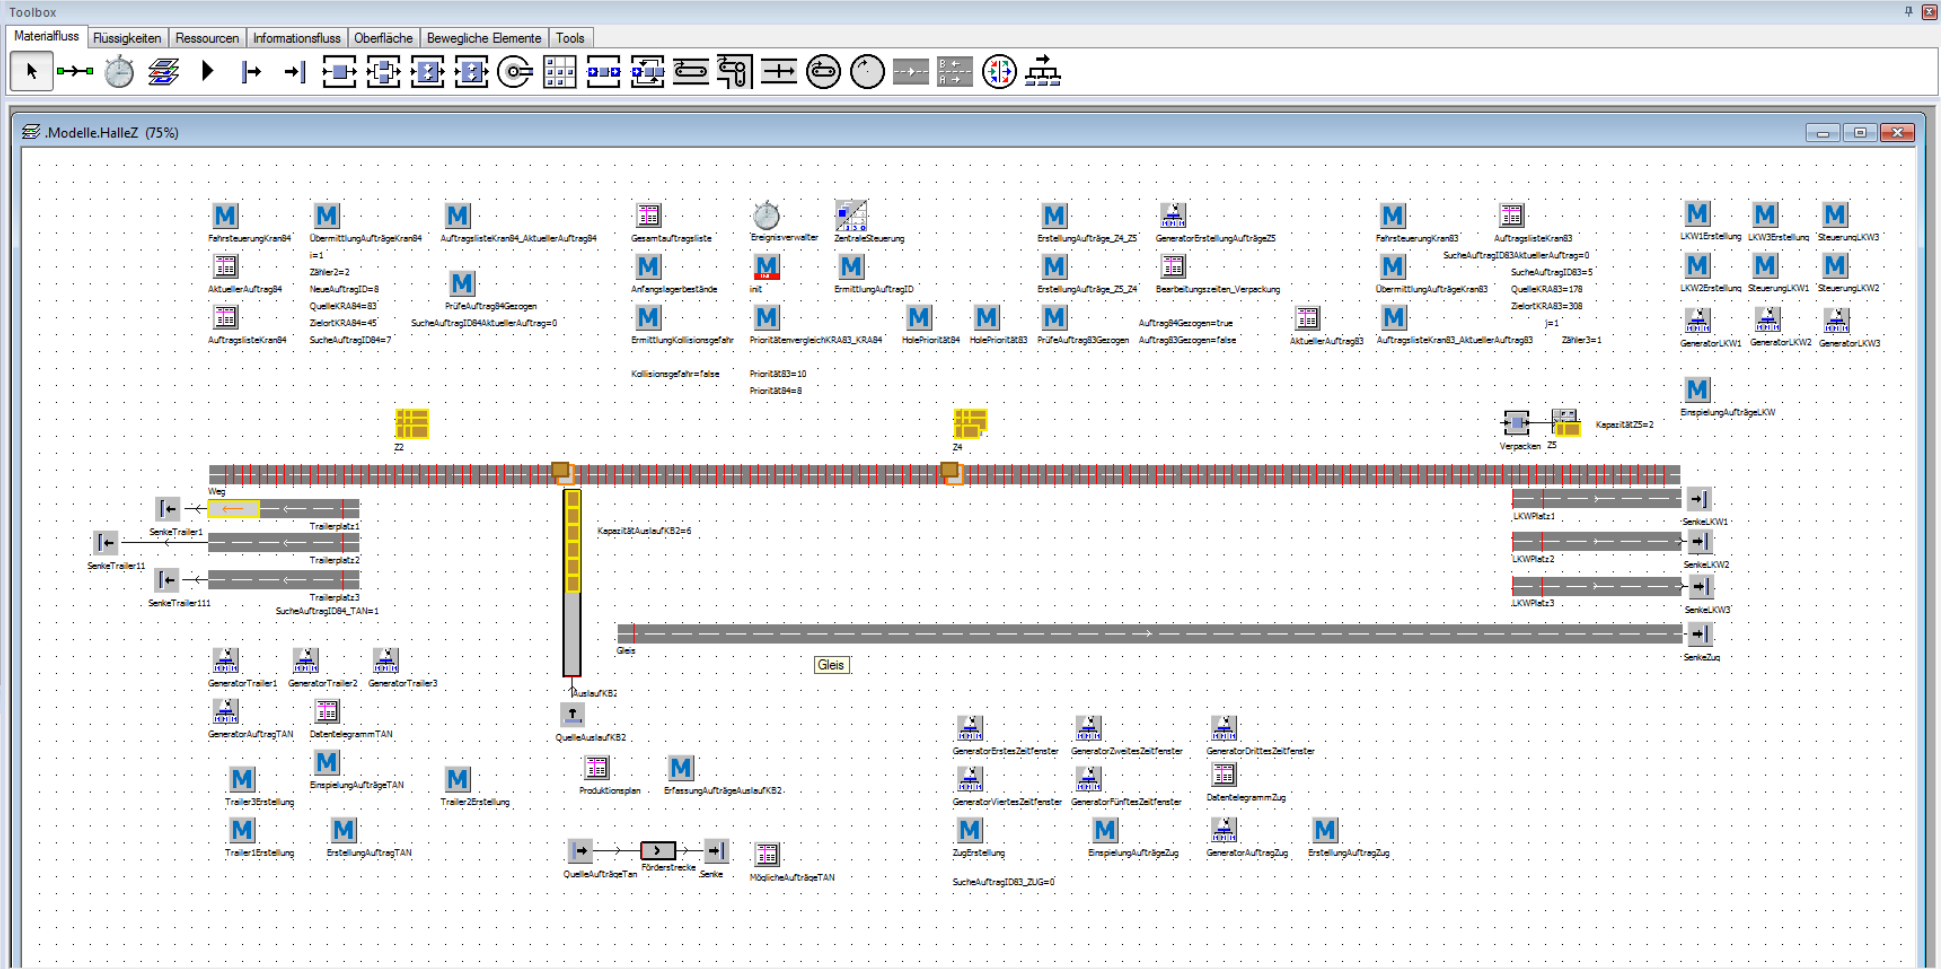 Toolbox
Materialfluss Flüssigkeiten Ressourcen Informationsfluss Oberfläche Bewegliche Elemente Tools
.Modelle.HalleZ (75%)
FahrsteuerungKran84 ÜbermittlungAufträgeKran84 AuftragslisteKran84_AktuellerAuftrag84 Gesamtauftragsliste Ereignisverwalter ZentraleSteuerung ErstellungAufträge_Z4_Z5 GeneratorErstellungAufträgeZ5 FahrsteuerungKran83 AuftragslisteKran83 LKW1Erstellung LKW3Erstellung SteuerungLKW3
i=1 SucheAuftragID83AktuellerAuftrag=0
Zähler2=2 SucheAuftragID83=5
AktuellerAuftrag84 NeueAuftragID=8 Anfangslagerbestände init ErmittlungAuftragID ErstellungAufträge_Z5_Z4 Bearbeitungszeiten_Verpackung ÜbermittlungAufträgeKran83 QuelleKRA83=178 LKW2Erstellung SteuerungLKW1 SteuerungLKW2
QuelleKRA84=83 PrüfeAuftrag84Gezogen ZielortKRA83=308
ZielortKRA84=45 SucheAuftragID84AktuellerAuftrag=0 Auftrag84Gezogen=true j=1
AuftragslisteKran84 SucheAuftragID84=7 ErmittlungKollisionsgefahr PrioritätenvergleichKRA83_KRA84 HolePriorität84 HolePriorität83 PrüfeAuftrag83Gezogen Auftrag83Gezogen=false AktuellerAuftrag83 AuftragslisteKran83_AktuellerAuftrag83 Zähler3=1 GeneratorLKW1 GeneratorLKW2 GeneratorLKW3
Kollisionsgefahr=false Priorität83=10
Priorität84=8
EinspielungAufträgeLKW
KapazitätZ5=2
Z2 Z4 Verpacken Z5
Weg
LKWPlatz1 SenkeLKW1
SenkeTrailer1 Trailerplatz1 KapazitätAuslaufKB2=6
SenkeTrailer11 Trailerplatz2 LKWPlatz2 SenkeLKW2
SenkeTrailer111 Trailerplatz3 LKWPlatz3 SenkeLKW3
SucheAuftragID84_TAN=1
Gleis SenkeZug
Gleis
GeneratorTrailer1 GeneratorTrailer2 GeneratorTrailer3
AuslaufKB2
GeneratorAuftragTAN DatentelegrammTAN QuelleAuslaufKB2
GeneratorErstesZeitfenster GeneratorZweitesZeitfenster GeneratorDrittesZeitfenster
EinspielungAufträgeTAN Produktionsplan ErfassungAufträgeAuslaufKB2
Trailer3Erstellung Trailer2Erstellung GeneratorViertesZeitfenster GeneratorFünftesZeitfenster DatentelegrammZug
Trailer1Erstellung ErstellungAuftragTAN ZugErstellung EinspielungAufträgeZug GeneratorAuftragZug ErstellungAuftragZug
QuelleAufträgeTan Förderstrecke Senke MöglicheAufträgeTAN
SucheAuftragID83_ZUG=0